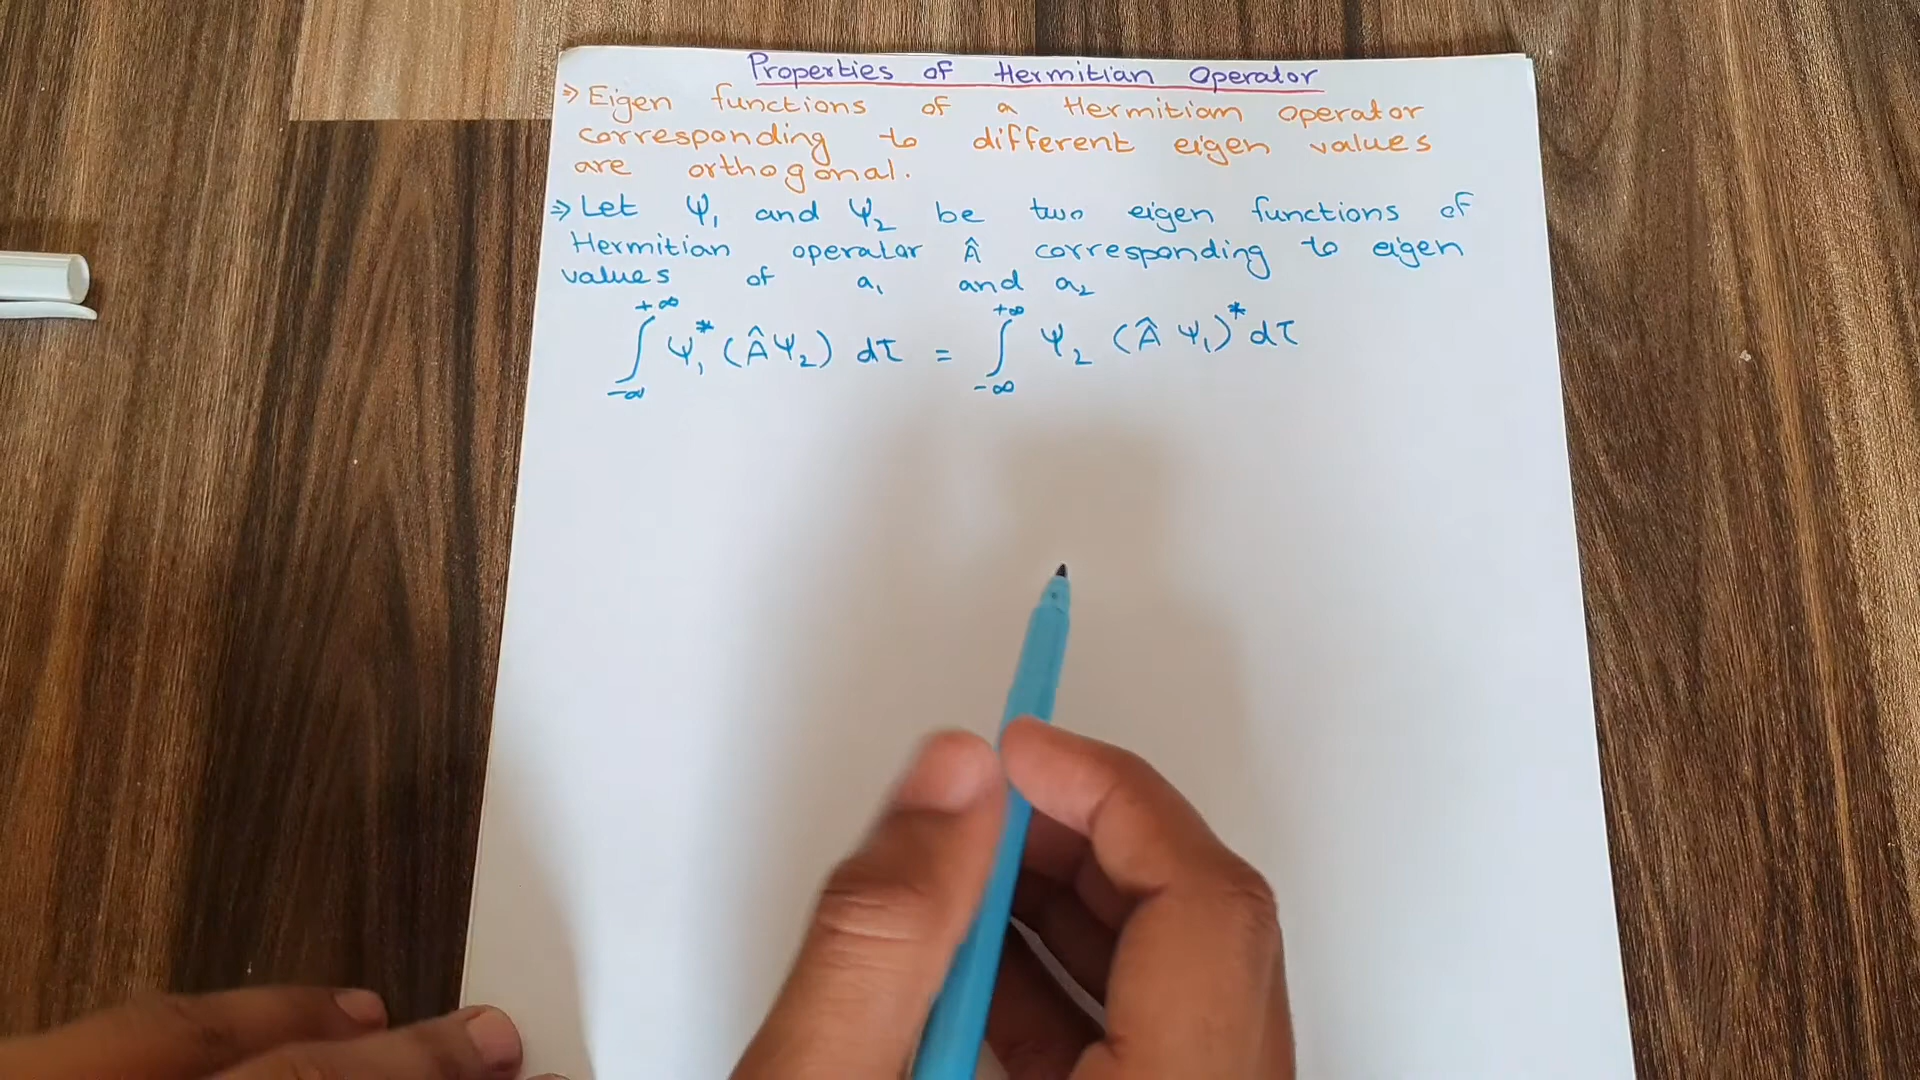 Properties of Hermitian Operator
⇒ Eigen functions of a Hermitian operator
corresponding to different eigen values
are orthogonal.
⇒ Let Ψ₁ and Ψ₂ be two eigen functions of
Hermitian operator Â corresponding to eigen
values of a₁ and a₂
∫₋∞⁺∞ Ψ₁* (ÂΨ₂) dτ = ∫₋∞⁺∞ Ψ₂ (Â Ψ₁)* dτ